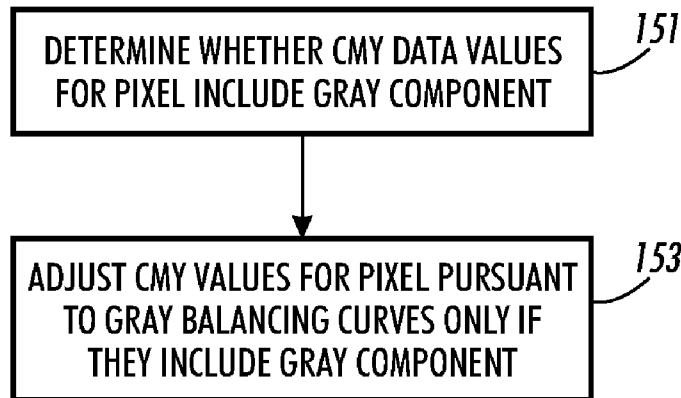 DETERMINE WHETHER CMY DATA VALUES
FOR PIXEL INCLUDE GRAY COMPONENT
151
ADJUST CMY VALUES FOR PIXEL PURSUANT
TO GRAY BALANCING CURVES ONLY IF
THEY INCLUDE GRAY COMPONENT
153